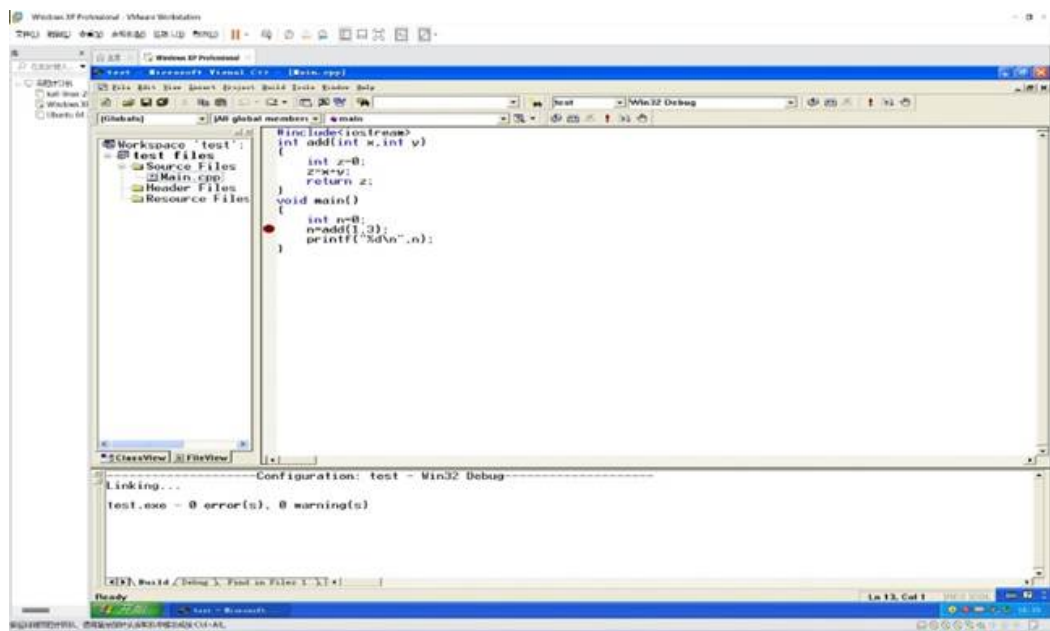 Windows XP Professional - VMware Workstation
Windows XP Professional
test - Microsoft Visual C++ - [Main.cpp]
File Edit View Insert Project Build Tools Window Help
test
Win32 Debug
(Globals)
(All global members
main
Workspace 'test':
test files
Source Files
Main.cpp
Header Files
Resource Files
#include<iostream>
int add(int x,int y)
{
int z=0;
z=x+y;
return z;
}
void main()
{
int n=0;
n=add(1,3);
printf("%d\n",n);
}
ClassView
FileView
--------------------Configuration: test - Win32 Debug--------------------
Linking...
test.exe - 0 error(s), 0 warning(s)
Build
Debug
Find in Files 1
Ready
Ln 13, Col 1
开始
test - Microsoft